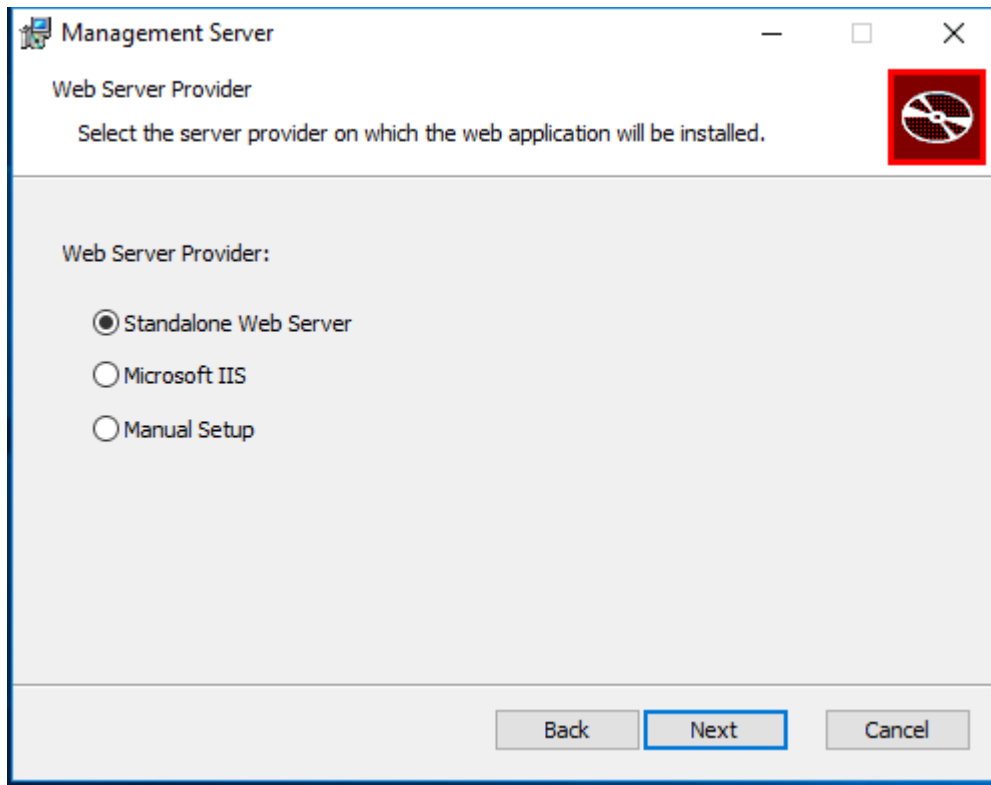 Management Server
Web Server Provider
Select the server provider on which the web application will be installed.
Web Server Provider:
Standalone Web Server
Microsoft IIS
Manual Setup
Back
Next
Cancel